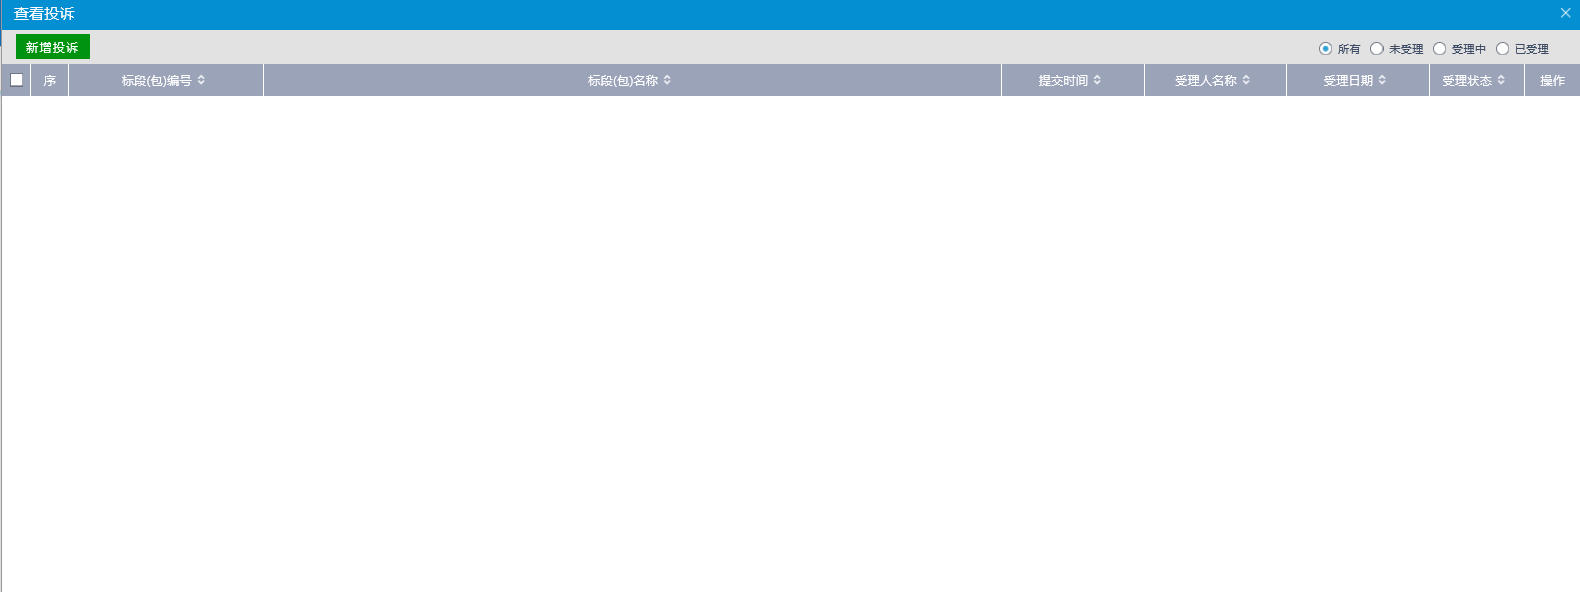 查看投诉
新增投诉 所有 未受理 受理中 已受理
序 标段(包)编号 标段(包)名称 提交时间 受理人名称 受理日期 受理状态 操作